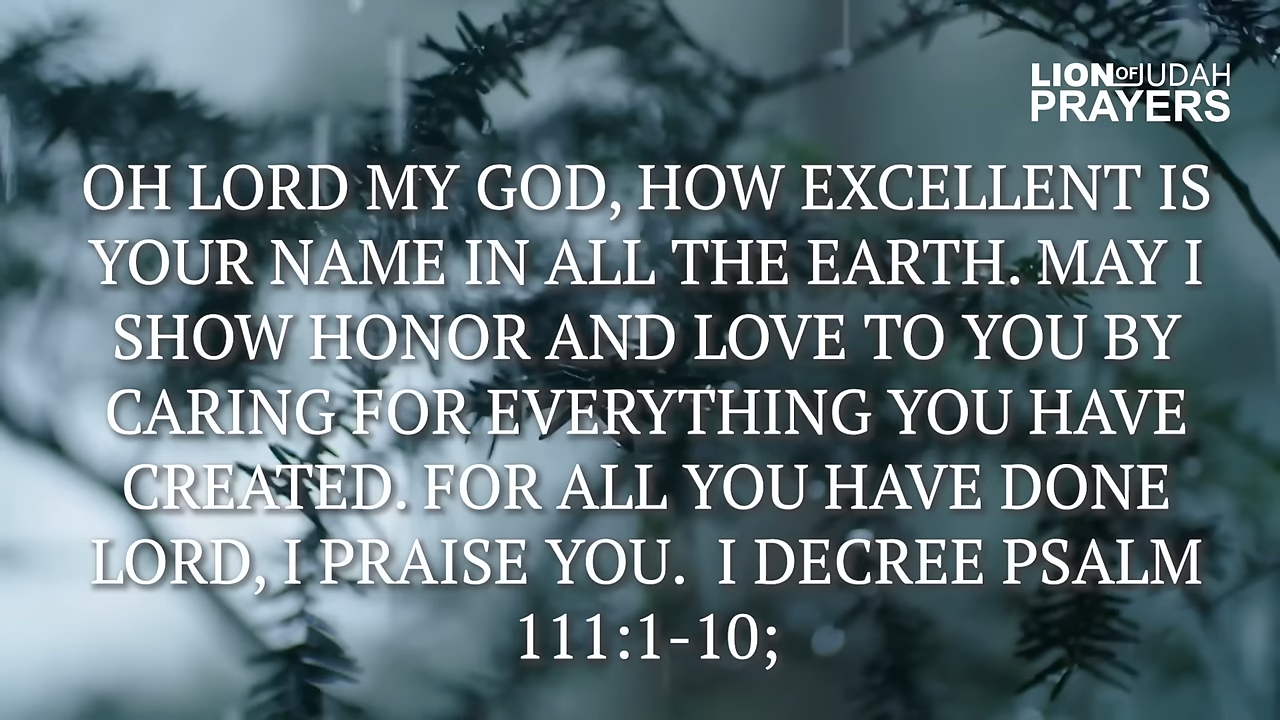 LION OF JUDAH
PRAYERS
OH LORD MY GOD, HOW EXCELLENT IS
YOUR NAME IN ALL THE EARTH. MAY I
SHOW HONOR AND LOVE TO YOU BY
CARING FOR EVERYTHING YOU HAVE
CREATED. FOR ALL YOU HAVE DONE
LORD, I PRAISE YOU.  I DECREE PSALM
111:1-10;